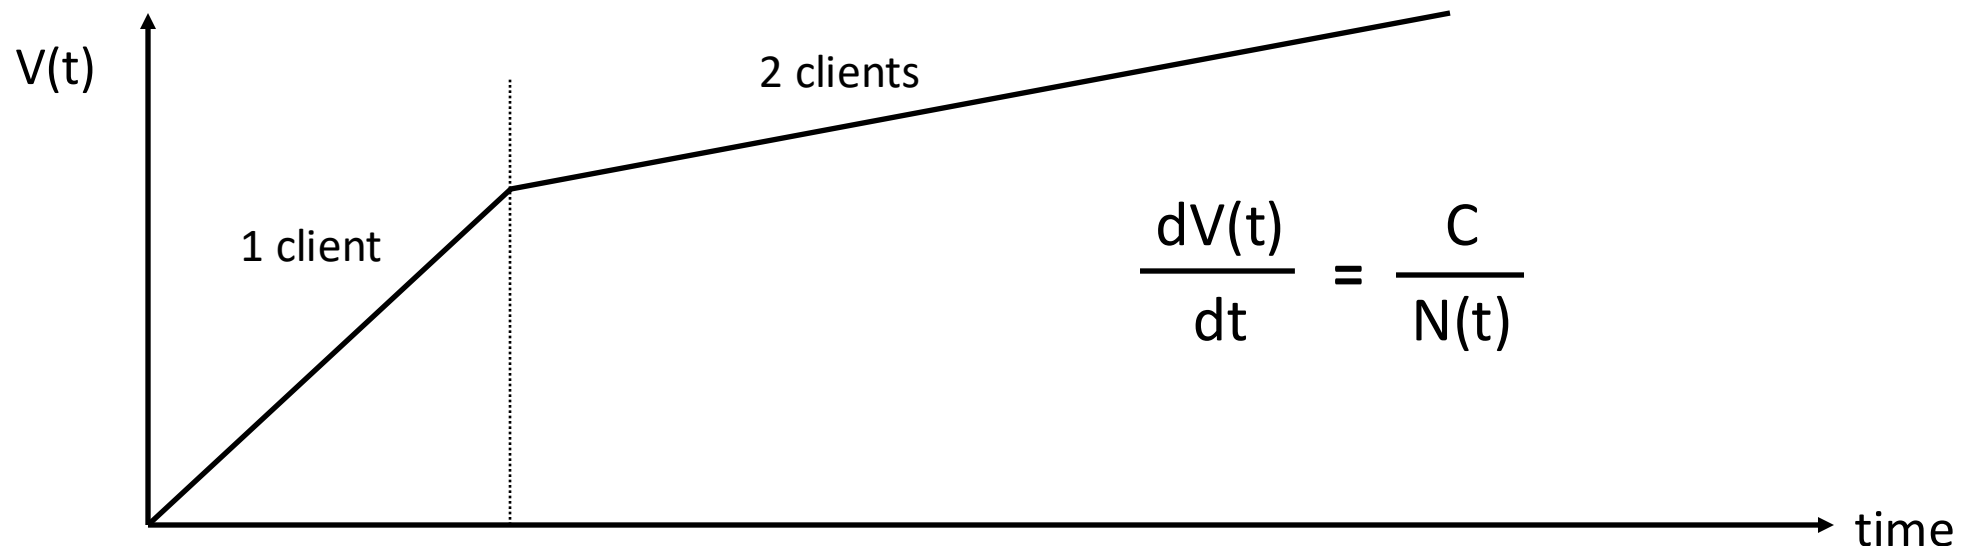 V(t)
2 clients
1 client
dV(t)
dt
=
C
N(t)
time